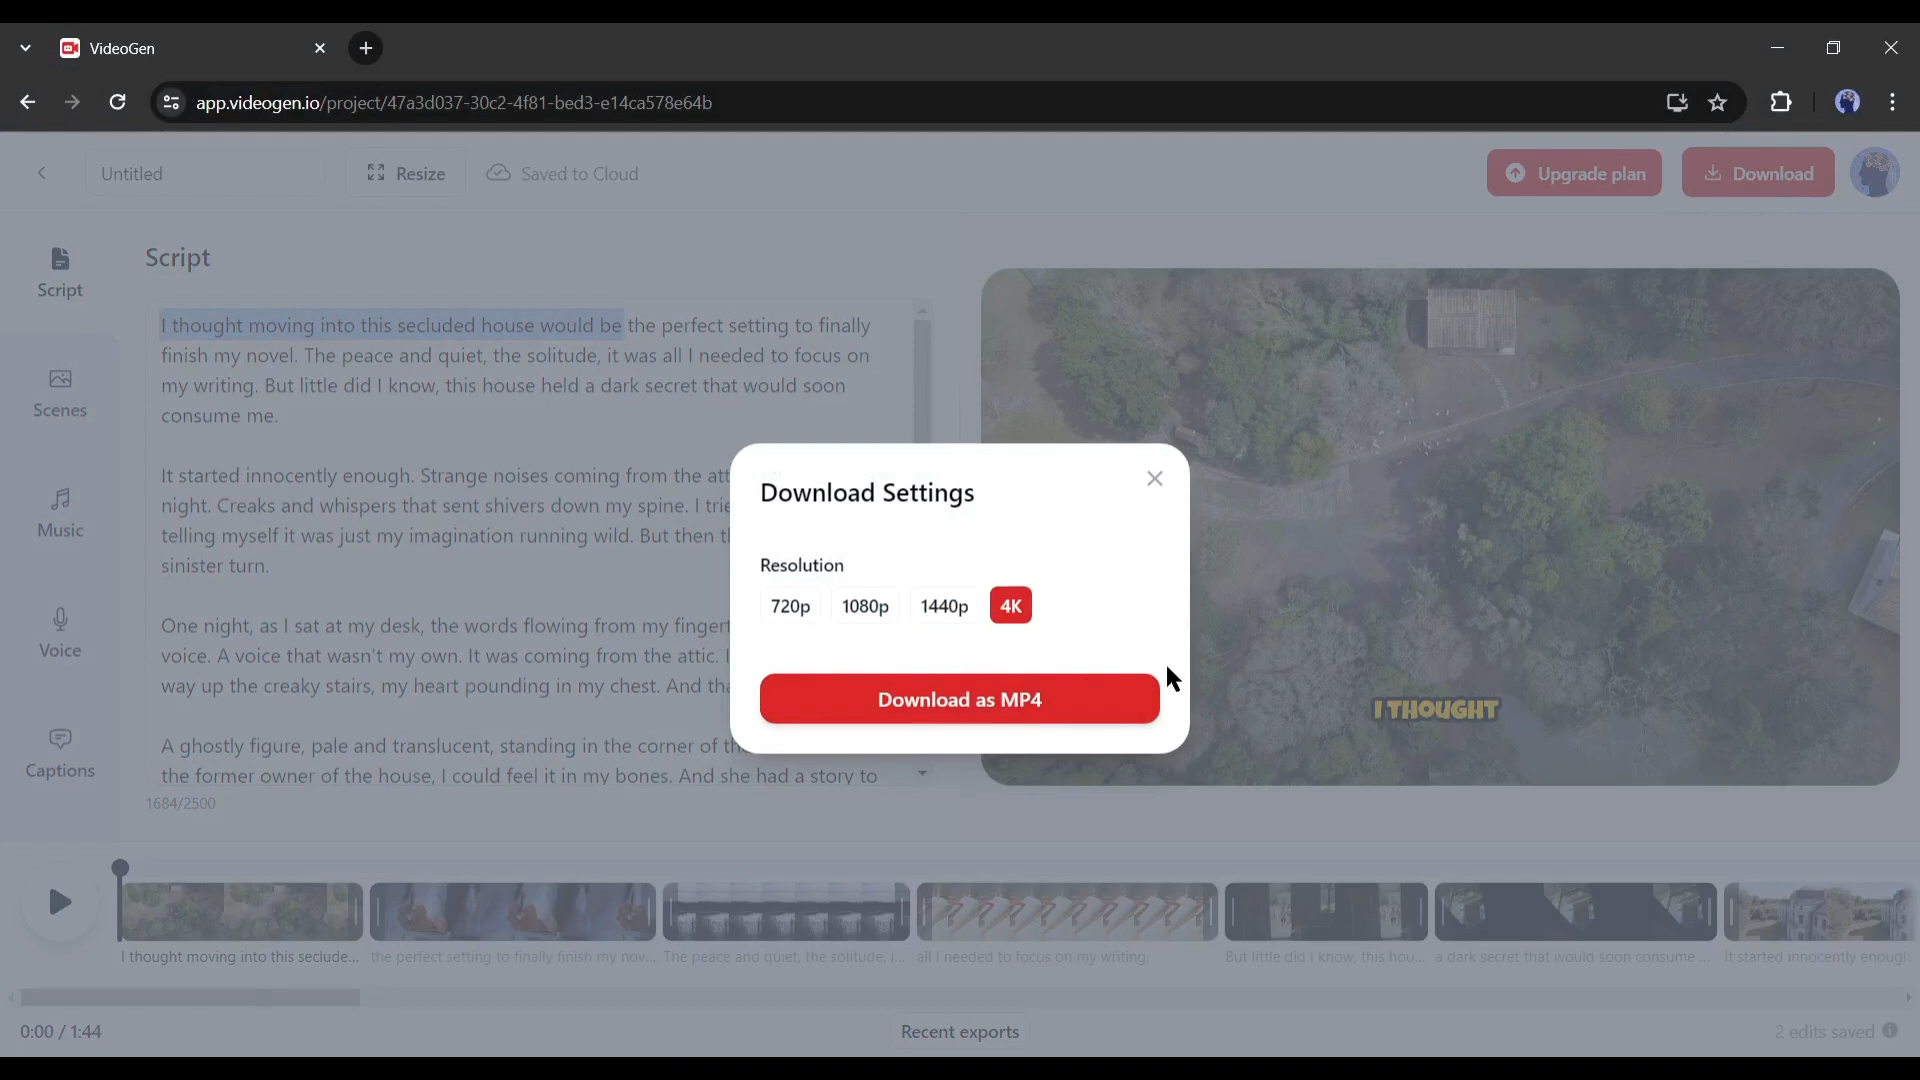 VideoGen
app.videogen.io/project/47a3d037-30c2-4f81-bed3-e14ca578e64b
Untitled
Resize
Saved to Cloud
Upgrade plan
Download
Script
Scenes
Music
Voice
Captions
Script
I thought moving into this secluded house would be the perfect setting to finally
finish my novel. The peace and quiet, the solitude, it was all I needed to focus on
my writing. But little did I know, this house held a dark secret that would soon
consume me.
It started innocently enough. Strange noises coming from the
night. Creaks and whispers that sent shivers down my spine. I
telling myself it was just my imagination running wild. But then
sinister turn.
One night, as I sat at my desk, the words flowing from my
voice. A voice that wasn't my own. It was coming from the attic.
way up the creaky stairs, my heart pounding in my chest. And
A ghostly figure, pale and translucent, standing in the corner of
the former owner of the house, I could feel it in my bones. And she had a story to
1684/2500
Download Settings
Resolution
720p
1080p
1440p
4K
Download as MP4
I THOUGHT
I thought moving into this seclude...
the perfect setting to finally finish my nov...
The peace and quiet, the solitude, i...
all I needed to focus on my writing.
But little did I know, this hou...
a dark secret that would soon consume ...
It started innocently enough
0:00 / 1:44
Recent exports
2 edits saved